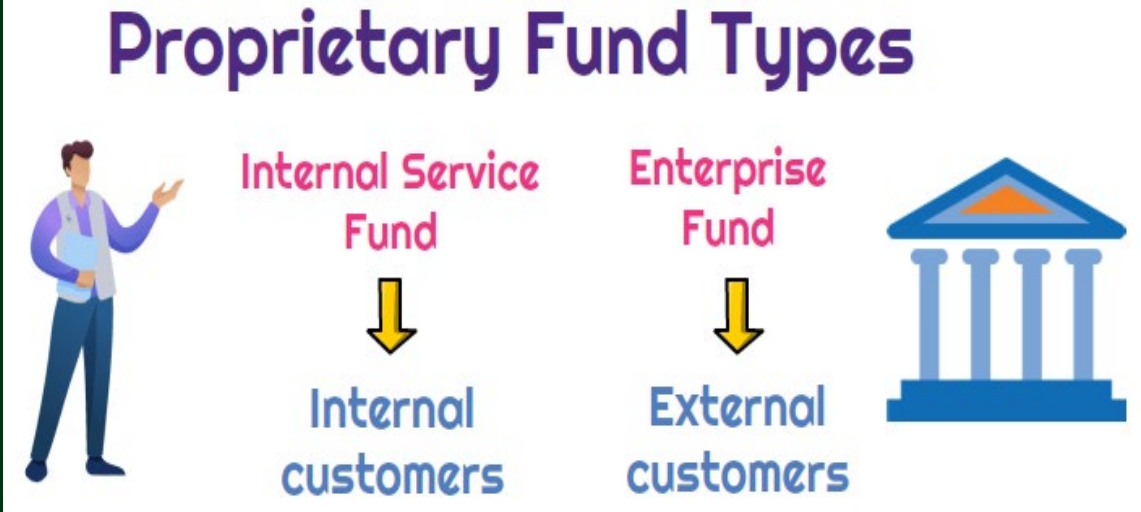 Proprietary Fund Types
Internal Service
Fund
Internal
customers
Enterprise
Fund
External
customers